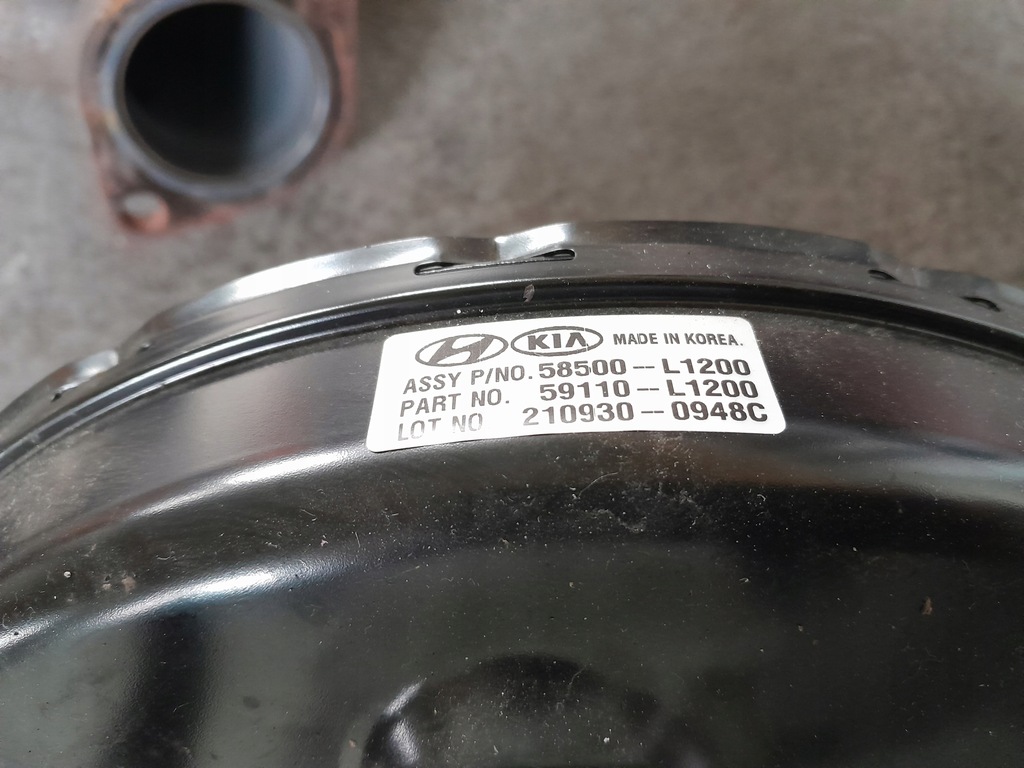 KIA MADE IN KOREA.
ASSY P/NO. 58500--L1200
PART NO. 59110--L1200
LOT NO 210930--0948C